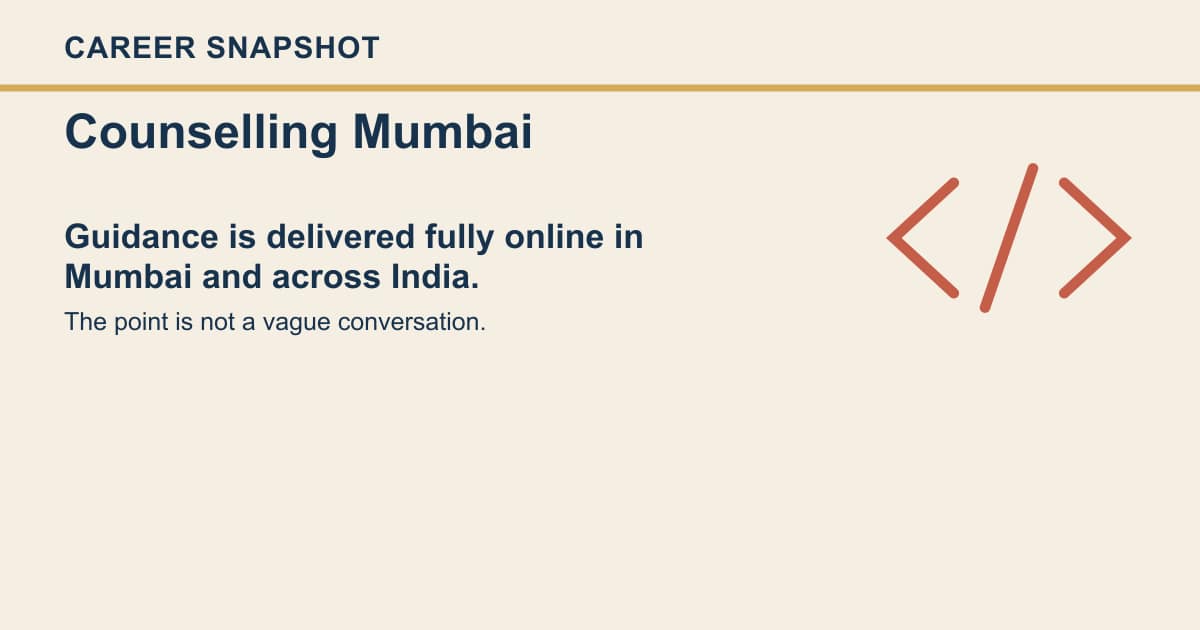 CAREER SNAPSHOT
Counselling Mumbai
Guidance is delivered fully online in
Mumbai and across India.
The point is not a vague conversation.